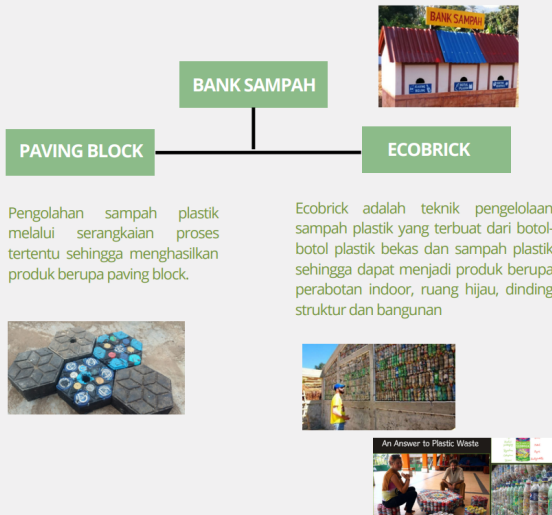 BANK SAMPAH
BANK SAMPAH
PAVING BLOCK
ECOBRICK
Pengolahan sampah plastik
melalui serangkaian proses
tertentu sehingga menghasilkan
produk berupa paving block.
Ecobrick adalah teknik pengelolaan
sampah plastik yang terbuat dari botol-
botol plastik bekas dan sampah plastik
sehingga dapat menjadi produk berupa
perabotan indoor, ruang hijau, dinding
struktur dan bangunan
An Answer to Plastic Waste